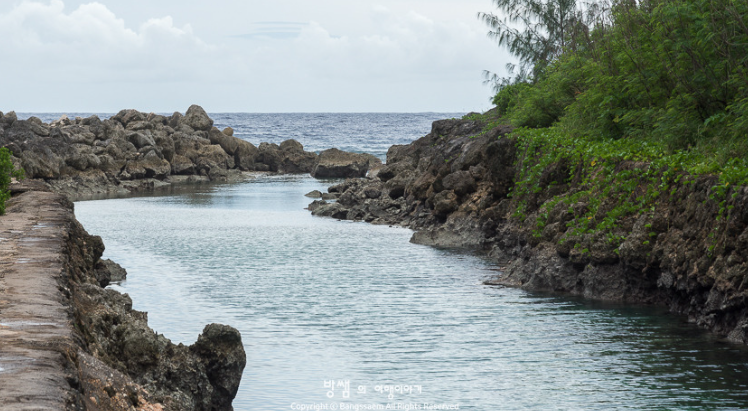 방쌤 의 여행이야기
Copyright ⓒ Bangssaem All Rights Reserved